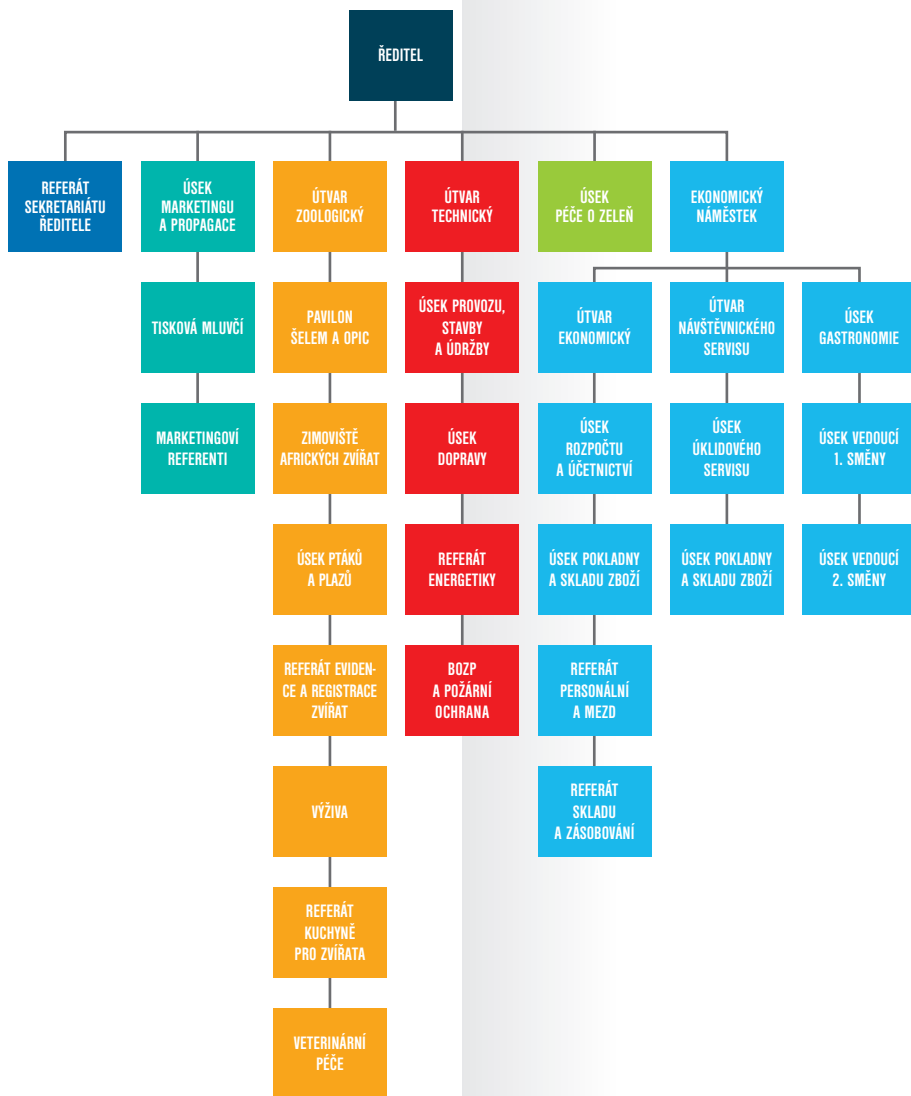 ŘEDITEL
REFERÁT
SEKRETARIÁTU
ŘEDITELE
ÚSEK
MARKETINGU
A PROPAGACE
ÚTVAR
ZOOLOGICKÝ
ÚTVAR
TECHNICKÝ
ÚSEK
PÉČE O ZELEŇ
EKONOMICKÝ
NÁMĚSTEK
TISKOVÁ MLUVČÍ
PAVILON
ŠELEM A OPIC
ÚSEK PROVOZU,
STAVBY
A ÚDRŽBY
ÚTVAR
EKONOMICKÝ
ÚTVAR
NÁVŠTĚVNICKÉHO
SERVISU
ÚSEK
GASTRONOMIE
MARKETINGOVÍ
REFERENTI
ZIMOVIŠTĚ
AFRICKÝCH ZVÍŘAT
ÚSEK
DOPRAVY
ÚSEK
ROZPOČTU
A ÚČETNICTVÍ
ÚSEK
ÚKLIDOVÉHO
SERVISU
ÚSEK VEDOUCÍ
1. SMĚNY
ÚSEK PTÁKŮ
A PLAZŮ
REFERÁT
ENERGETIKY
ÚSEK POKLADNY
A SKLADU ZBOŽÍ
ÚSEK POKLADNY
A SKLADU ZBOŽÍ
ÚSEK VEDOUCÍ
2. SMĚNY
REFERÁT EVIDEN-
CE A REGISTRACE
ZVÍŘAT
BOZP
A POŽÁRNÍ
OCHRANA
REFERÁT
PERSONÁLNÍ
A MEZD
VÝŽIVA
REFERÁT
SKLADU
A ZÁSOBOVÁNÍ
REFERÁT
KUCHYNĚ
PRO ZVÍŘATA
VETERINÁRNÍ
PÉČE